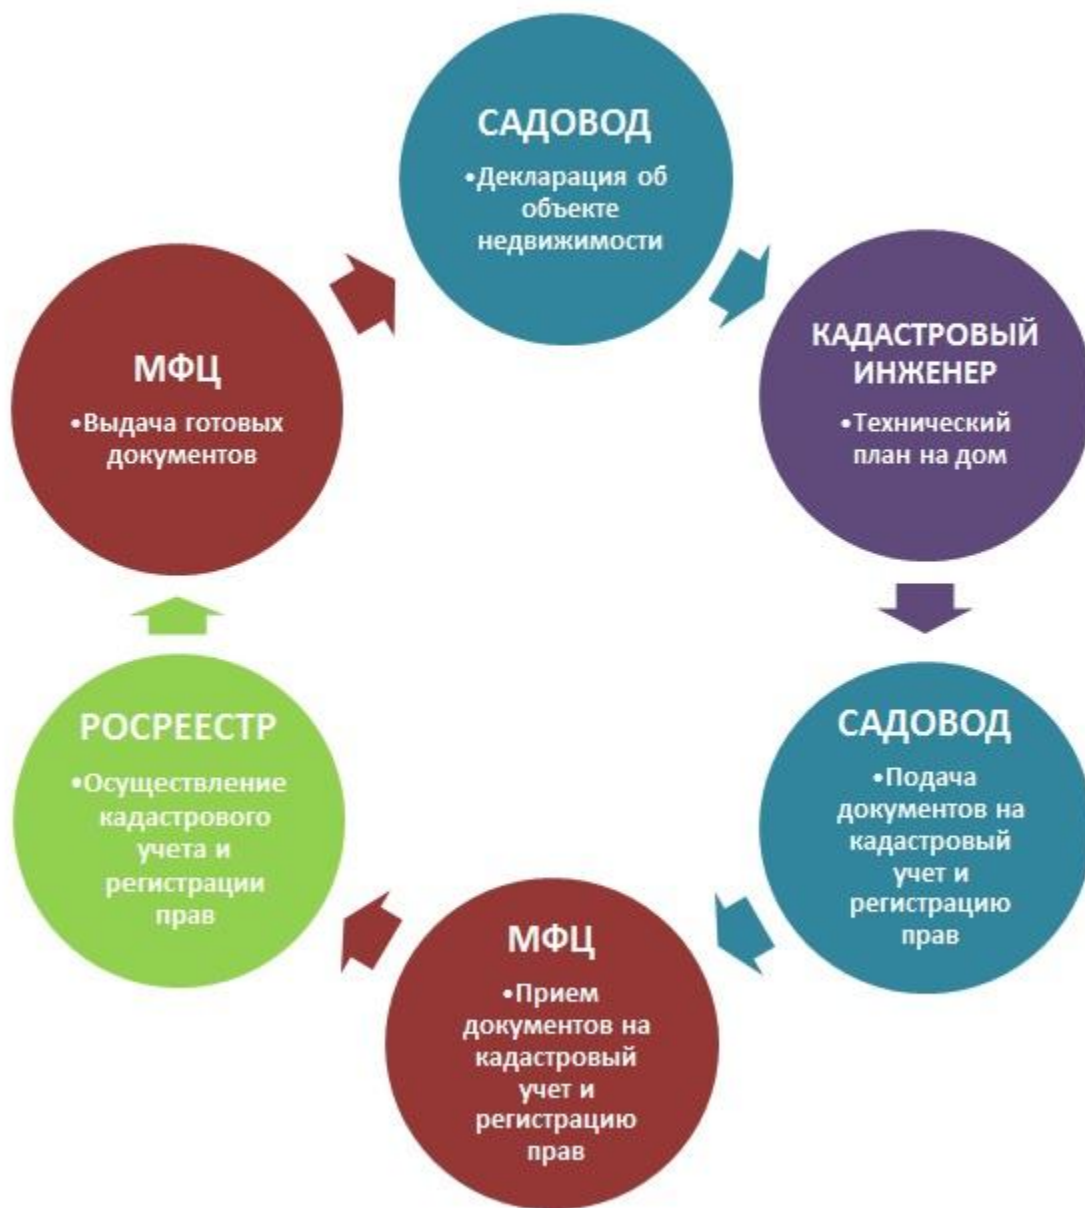 САДОВОД
•Декларация об
объекте
недвижимости
КАДАСТРОВЫЙ
ИНЖЕНЕР
•Технический
план на дом
САДОВОД
•Подача
документов на
кадастровый
учет и
регистрацию
прав
МФЦ
•Прием
документов на
кадастровый
учет и
регистрацию
прав
РОСРЕЕСТР
•Осуществление
кадастрового
учета и
регистрации
прав
МФЦ
•Выдача готовых
документов